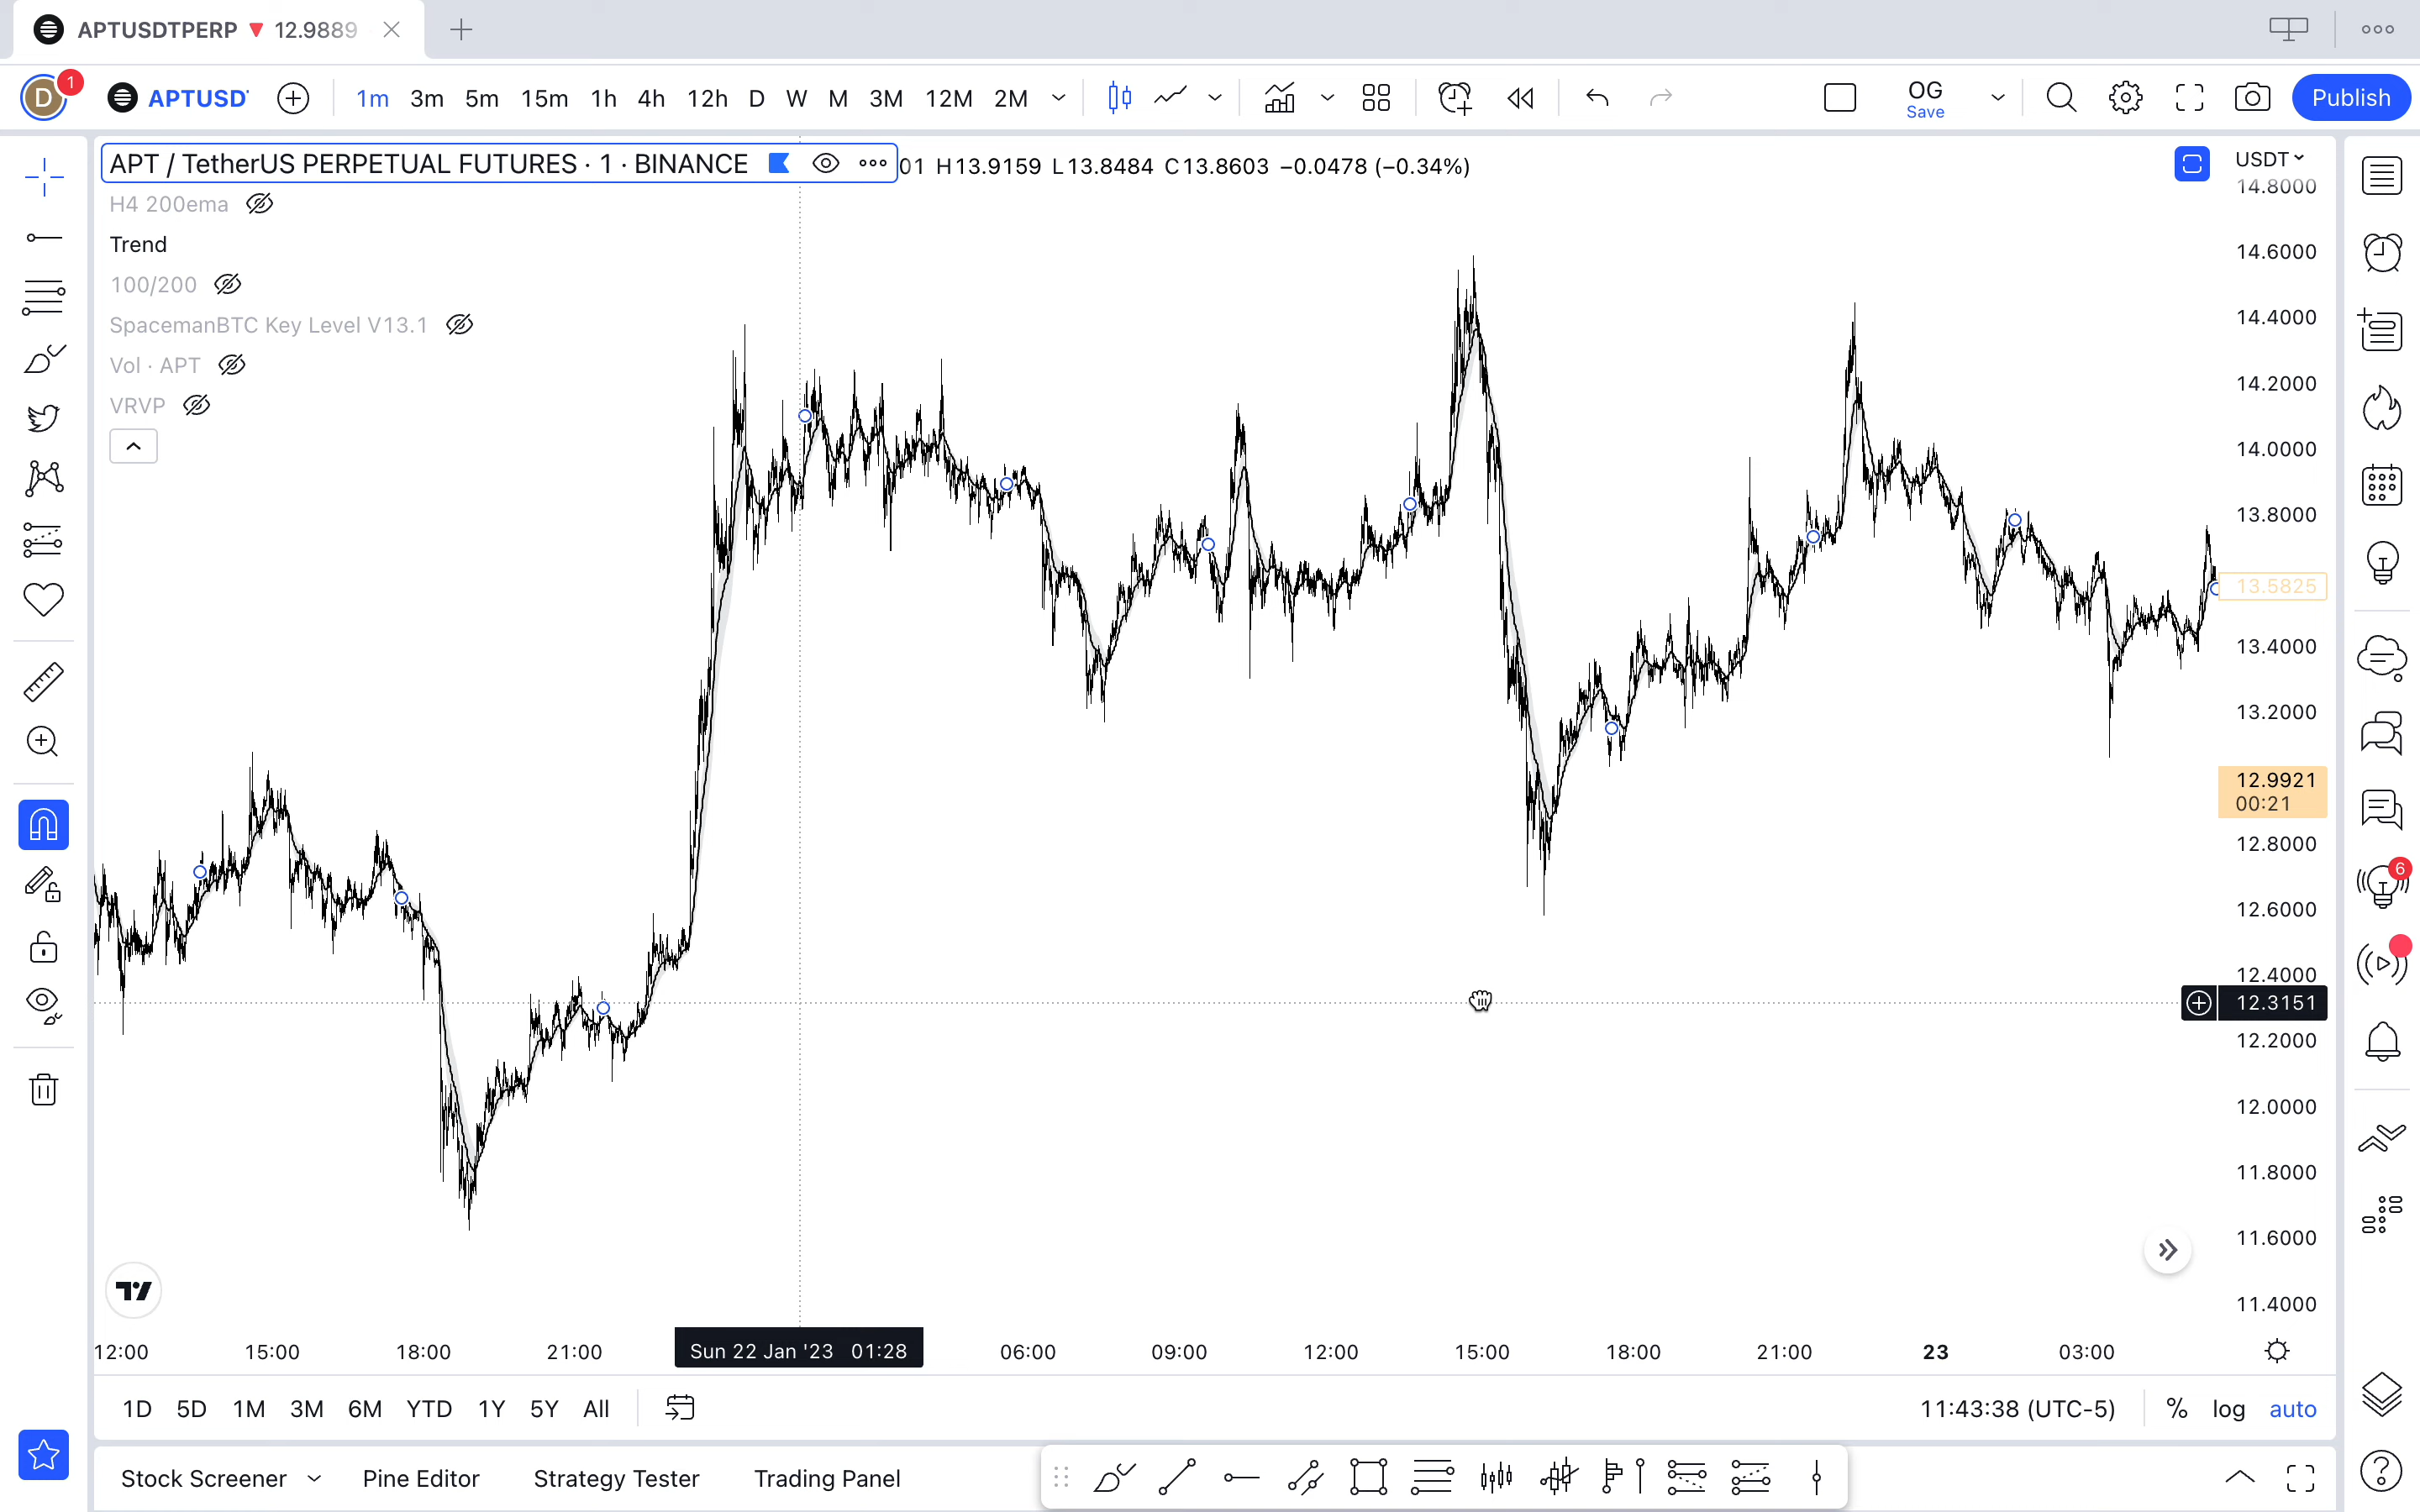 APTUSDTPERP ▼ 12.9889
D 1 APTUSD 1m 3m 5m 15m 1h 4h 12h D W M 3M 12M 2M OG Save Publish
APT / TetherUS PERPETUAL FUTURES · 1 · BINANCE 01 H13.9159 L13.8484 C13.8603 −0.0478 (−0.34%)
USDT
H4 200ema
Trend
100/200
SpacemanBTC Key Level V13.1
Vol · APT
VRVP
14.8000
14.6000
14.4000
14.2000
14.0000
13.8000
13.5825
13.4000
13.2000
12.9921
00:21
12.8000
12.6000
12.4000
12.3151
12.2000
12.0000
11.8000
11.6000
11.4000
6
12:00 15:00 18:00 21:00 Sun 22 Jan '23 01:28 06:00 09:00 12:00 15:00 18:00 21:00 23 03:00
1D 5D 1M 3M 6M YTD 1Y 5Y All 11:43:38 (UTC-5) % log auto
Stock Screener Pine Editor Strategy Tester Trading Panel